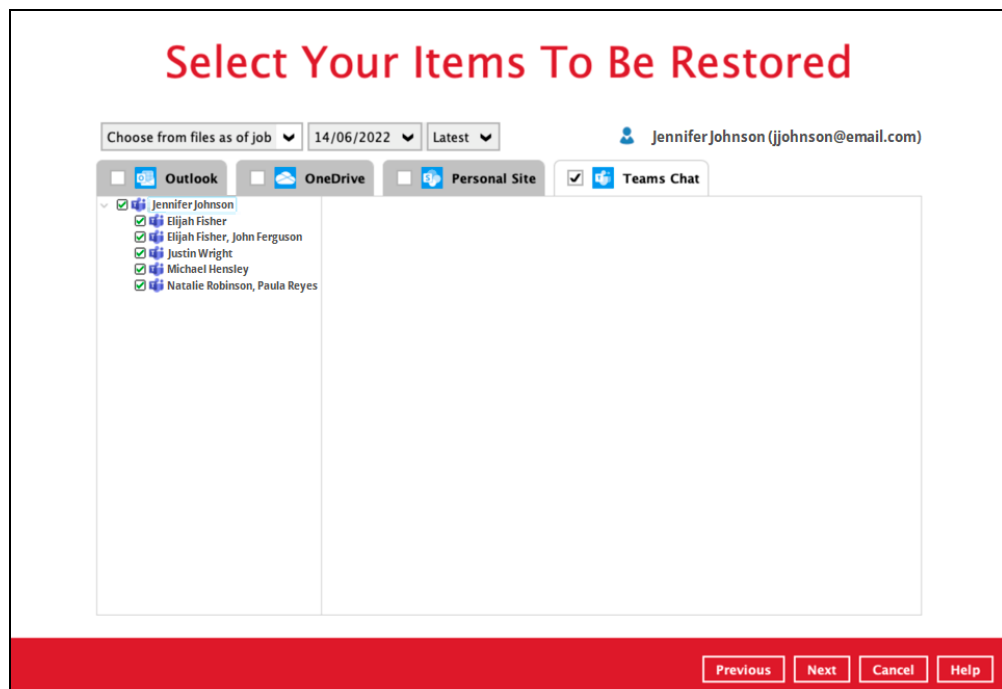 Select Your Items To Be Restored
Choose from files as of job 14/06/2022 Latest Jennifer Johnson (jjohnson@email.com)
Outlook OneDrive Personal Site Teams Chat
Jennifer Johnson
Elijah Fisher
Elijah Fisher, John Ferguson
Justin Wright
Michael Hensley
Natalie Robinson, Paula Reyes
Previous Next Cancel Help